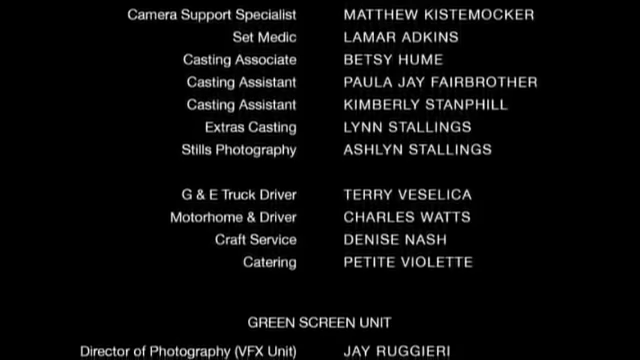 Camera Support Specialist MATTHEW KISTEMOCKER
Set Medic LAMAR ADKINS
Casting Associate BETSY HUME
Casting Assistant PAULA JAY FAIRBROTHER
Casting Assistant KIMBERLY STANPHILL
Extras Casting LYNN STALLINGS
Stills Photography ASHLYN STALLINGS
G & E Truck Driver TERRY VESELICA
Motorhome & Driver CHARLES WATTS
Craft Service DENISE NASH
Catering PETITE VIOLETTE
GREEN SCREEN UNIT
Director of Photography (VFX Unit) JAY RUGGIERI